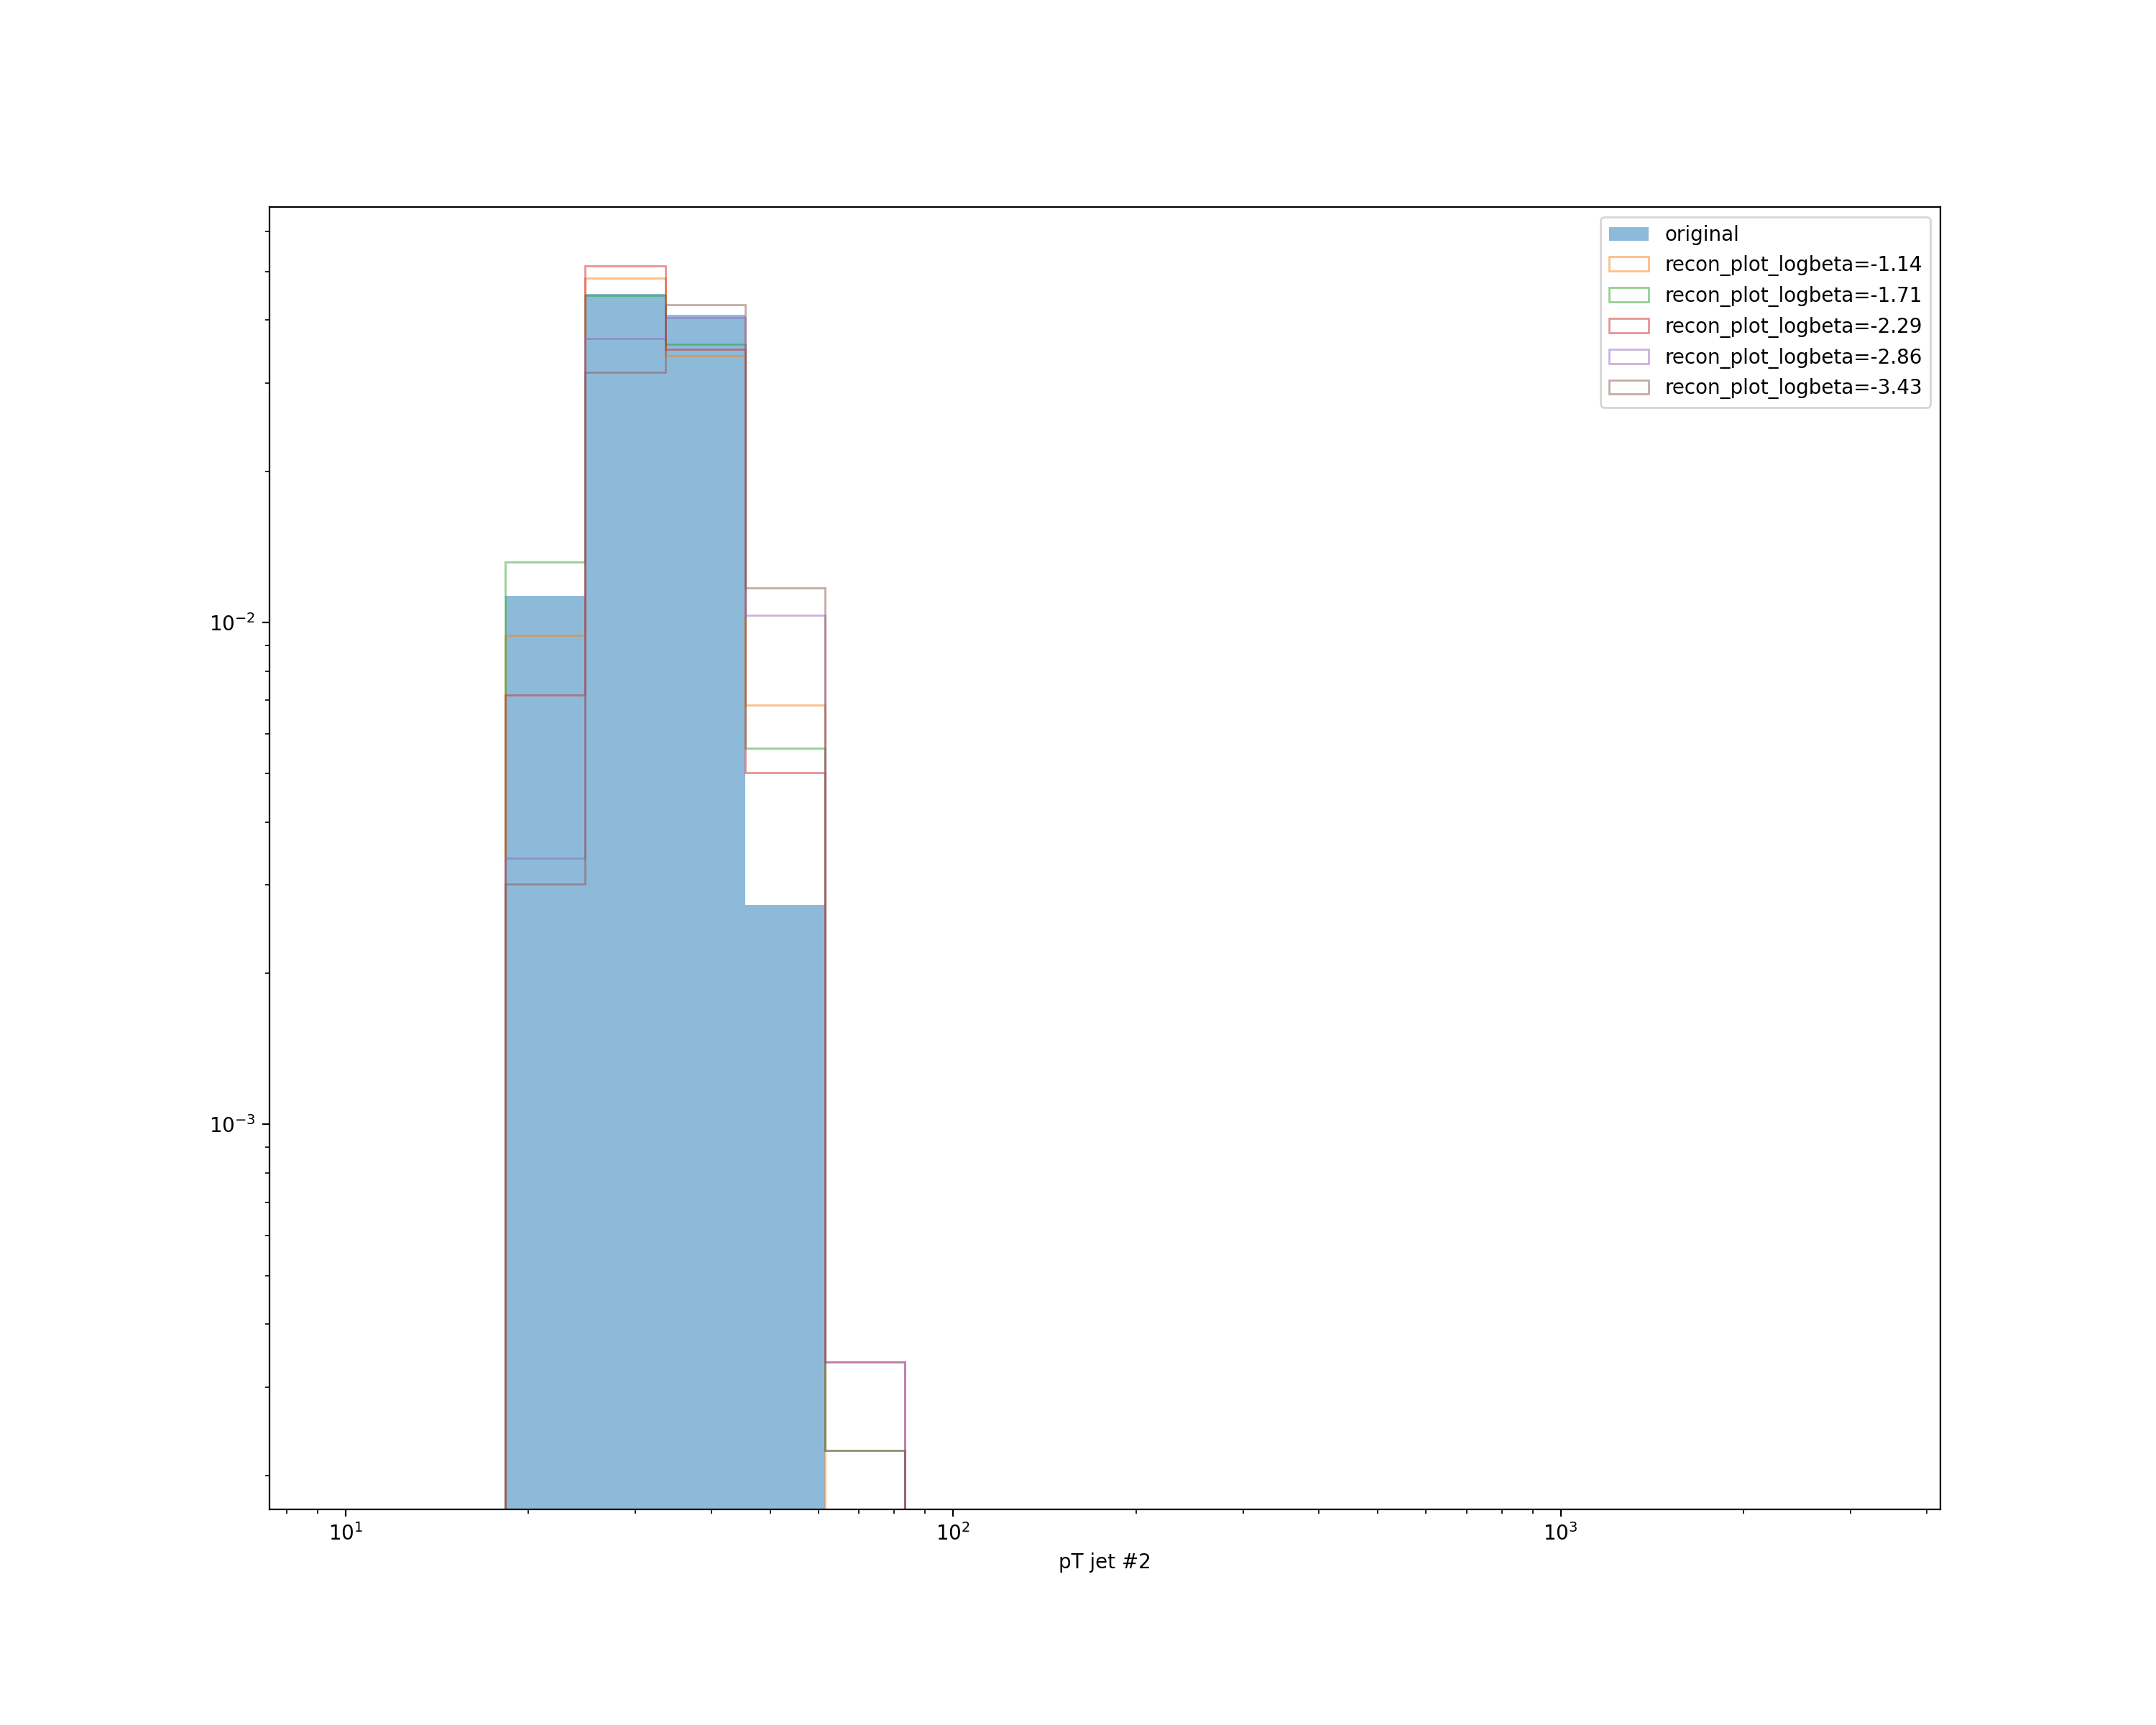 original
recon_plot_logbeta=-1.14
recon_plot_logbeta=-1.71
recon_plot_logbeta=-2.29
recon_plot_logbeta=-2.86
recon_plot_logbeta=-3.43
10⁻²
10⁻³
10¹ 10² 10³
pT jet #2